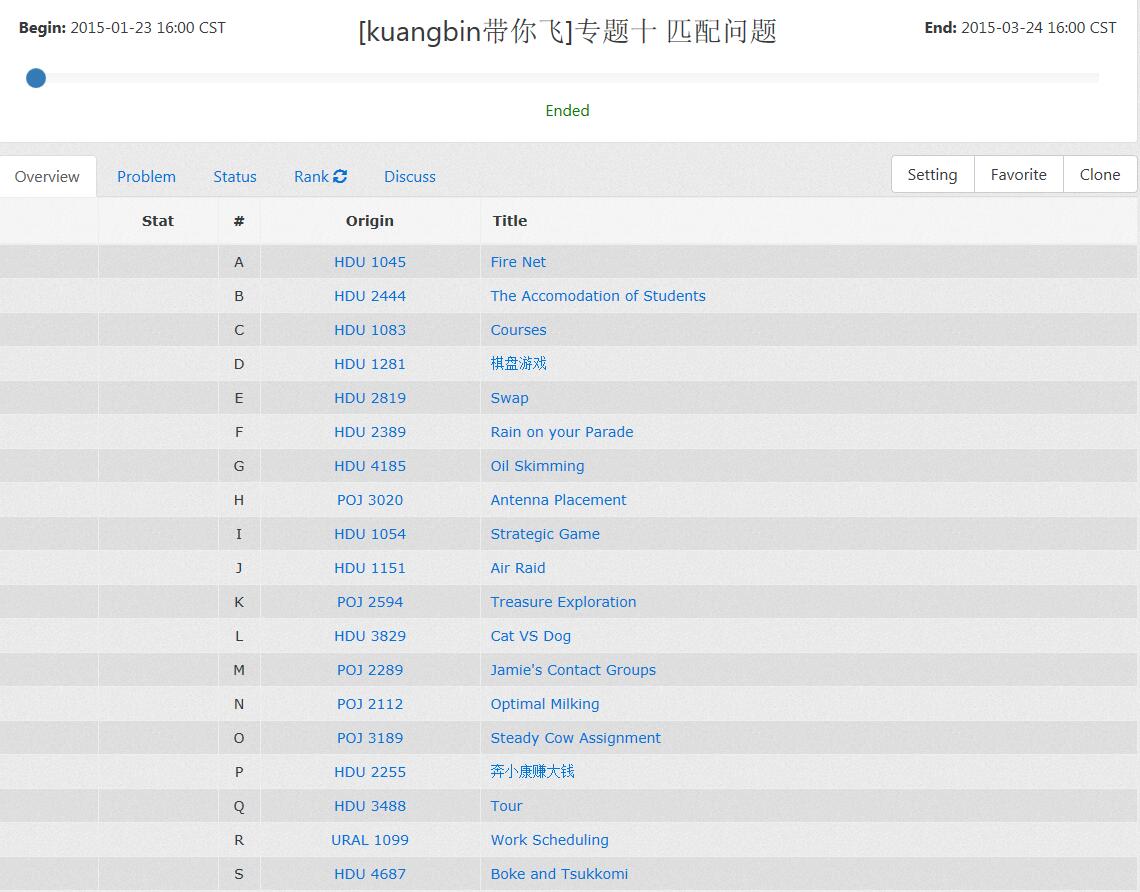 Begin: 2015-01-23 16:00 CST [kuangbin带你飞]专题十 匹配问题 End: 2015-03-24 16:00 CST
Ended
Overview Problem Status Rank Discuss Setting Favorite Clone
Stat # Origin Title
A HDU 1045 Fire Net
B HDU 2444 The Accomodation of Students
C HDU 1083 Courses
D HDU 1281 棋盘游戏
E HDU 2819 Swap
F HDU 2389 Rain on your Parade
G HDU 4185 Oil Skimming
H POJ 3020 Antenna Placement
I HDU 1054 Strategic Game
J HDU 1151 Air Raid
K POJ 2594 Treasure Exploration
L HDU 3829 Cat VS Dog
M POJ 2289 Jamie's Contact Groups
N POJ 2112 Optimal Milking
O POJ 3189 Steady Cow Assignment
P HDU 2255 奔小康赚大钱
Q HDU 3488 Tour
R URAL 1099 Work Scheduling
S HDU 4687 Boke and Tsukkomi